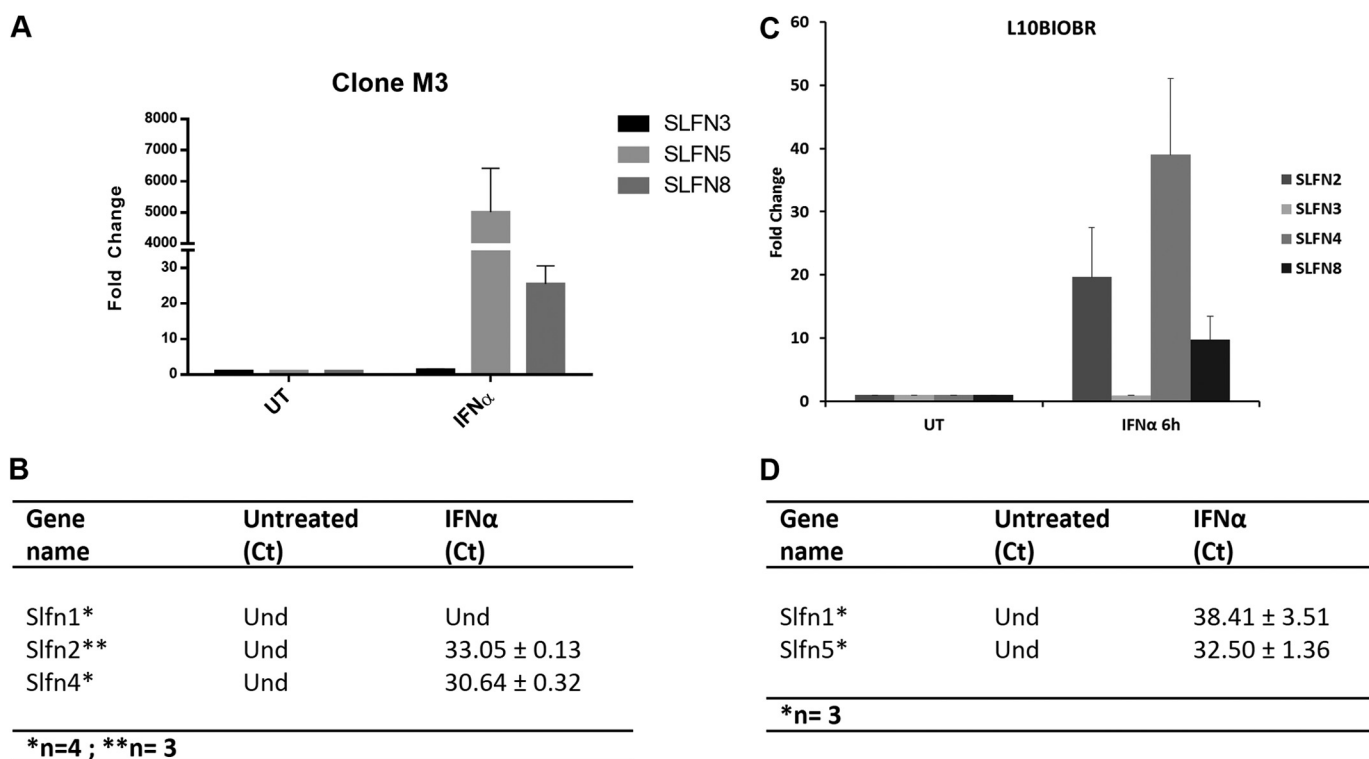 A
Clone M3
Fold Change
8000
7000
6000
5000
4000
30
20
10
0
UT
IFNα
SLFN3
SLFN5
SLFN8
C
L10BIOBR
Fold Change
60
50
40
30
20
10
0
UT
IFNα 6h
SLFN2
SLFN3
SLFN4
SLFN8
B
Gene name Untreated (Ct) IFNα (Ct)
Slfn1* Und Und
Slfn2** Und 33.05 ± 0.13
Slfn4* Und 30.64 ± 0.32
*n=4 ; **n= 3
D
Gene name Untreated (Ct) IFNα (Ct)
Slfn1* Und 38.41 ± 3.51
Slfn5* Und 32.50 ± 1.36
*n= 3